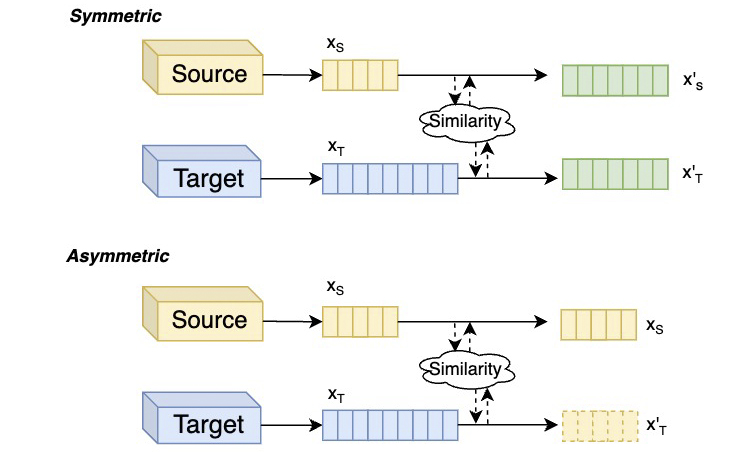 Symmetric
x_S
Source
x'_s
Similarity
x_T
Target
x'_T
Asymmetric
x_S
Source
x_S
Similarity
x_T
Target
x'_T